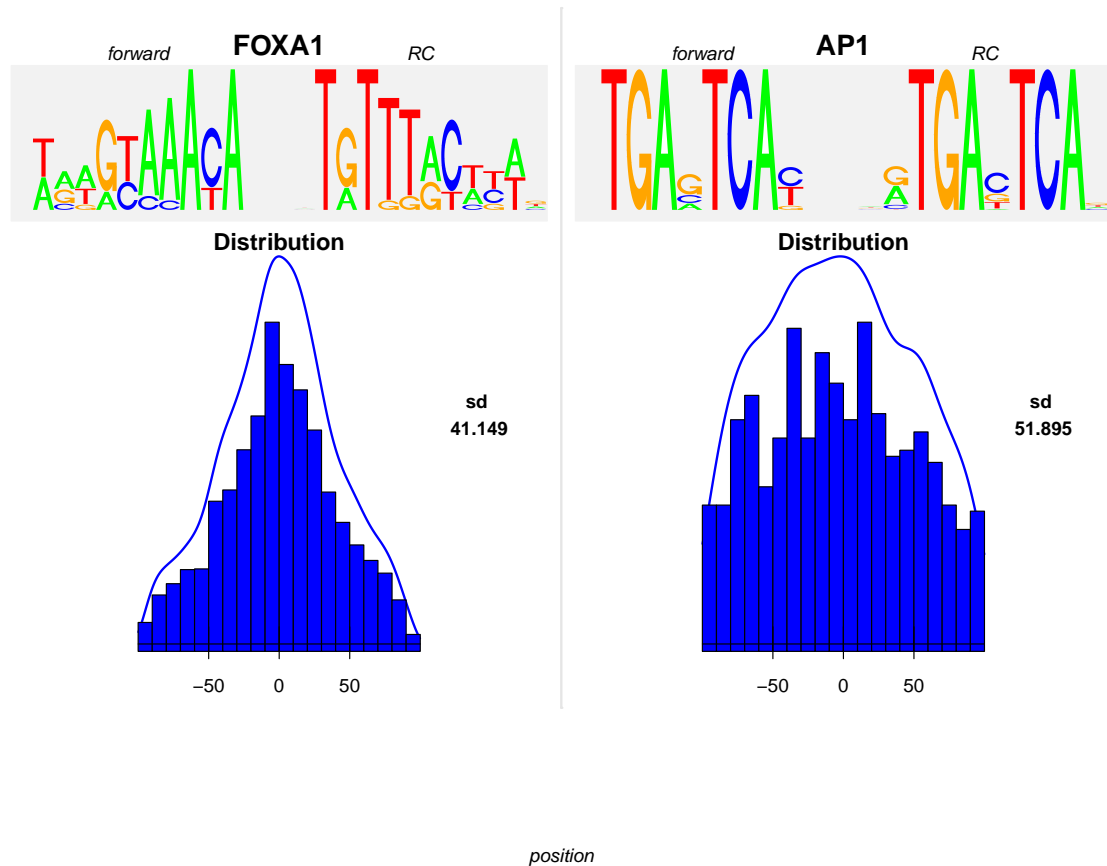 FOXA1
forward RC
Distribution
sd
41.149
−50 0 50
AP1
forward RC
Distribution
sd
51.895
−50 0 50
position